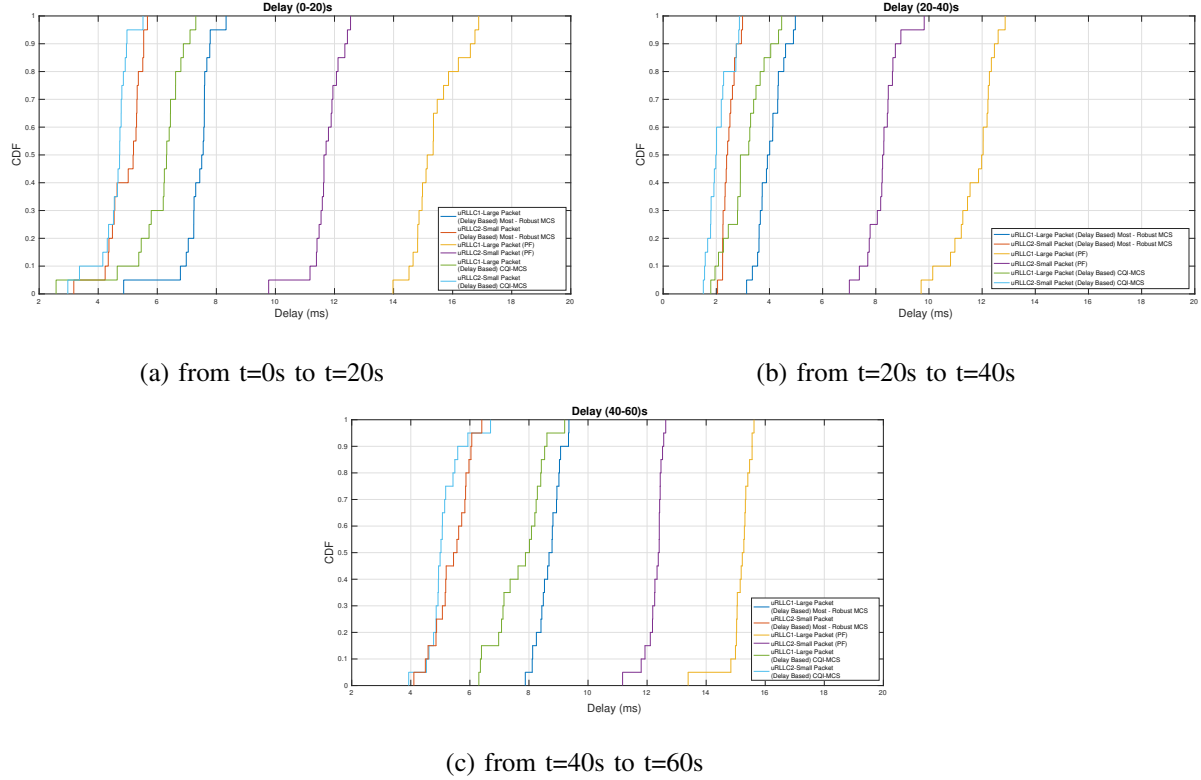 Delay (0-20)s
1
0.9
0.8
0.7
0.6
0.5
0.4
0.3
0.2
0.1
0
CDF
2
4
6
8
10
12
14
16
18
20
Delay (ms)
uRLLC1-Large Packet
(Delay Based) Most - Robust MCS
uRLLC2-Small Packet
(Delay Based) Most - Robust MCS
uRLLC1-Large Packet (PF)
uRLLC2-Small Packet (PF)
uRLLC1-Large Packet
(Delay Based) CQI-MCS
uRLLC2-Small Packet
(Delay Based) CQI-MCS
(a) from t=0s to t=20s
Delay (20-40)s
1
0.9
0.8
0.7
0.6
0.5
0.4
0.3
0.2
0.1
0
CDF
0
2
4
6
8
10
12
14
16
18
20
Delay (ms)
uRLLC1-Large Packet (Delay Based) Most - Robust MCS
uRLLC2-Small Packet (Delay Based) Most - Robust MCS
uRLLC1-Large Packet (PF)
uRLLC2-Small Packet (PF)
uRLLC1-Large Packet (Delay Based) CQI-MCS
uRLLC2-Small Packet (Delay Based) CQI-MCS
(b) from t=20s to t=40s
Delay (40-60)s
1
0.9
0.8
0.7
0.6
0.5
0.4
0.3
0.2
0.1
0
CDF
2
4
6
8
10
12
14
16
18
20
Delay (ms)
uRLLC1-Large Packet
(Delay Based) Most - Robust MCS
uRLLC2-Small Packet
(Delay Based) Most - Robust MCS
uRLLC1-Large Packet (PF)
uRLLC2-Small Packet (PF)
uRLLC1-Large Packet
(Delay Based) CQI-MCS
uRLLC2-Small Packet
(Delay Based) CQI-MCS
(c) from t=40s to t=60s